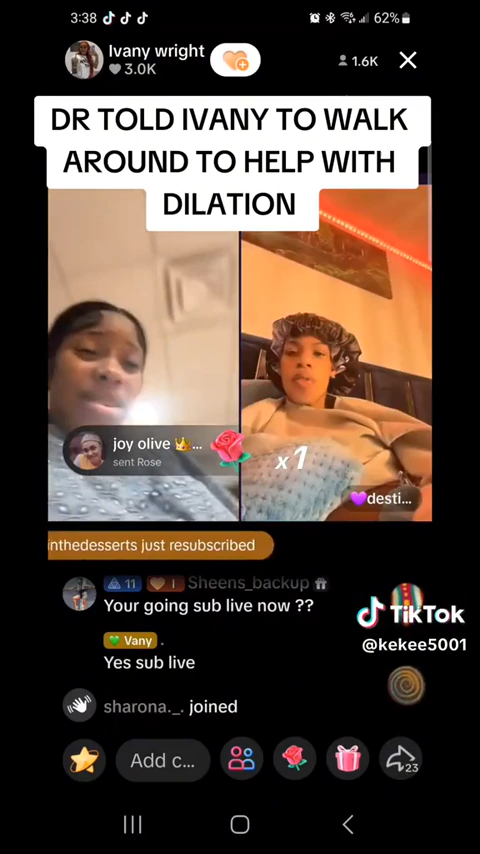 3:38
62%
Ivany wright
3.0K
1.6K
DR TOLD IVANY TO WALK
AROUND TO HELP WITH
DILATION
joy olive 👑...
sent Rose
x1
💜desti...
inthedesserts just resubscribed
11 I Sheens_backup
Your going sub live now ??
💚 Vany .
Yes sub live
TikTok
@kekee5001
sharona._. joined
Add c...
23